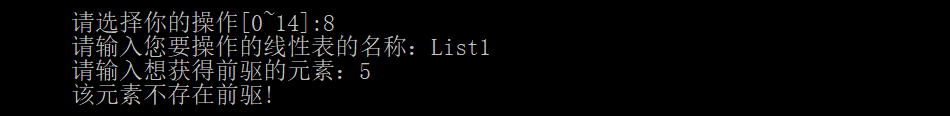 请选择你的操作[0~14]:8
请输入您要操作的线性表的名称：List1
请输入想获得前驱的元素：5
该元素不存在前驱!